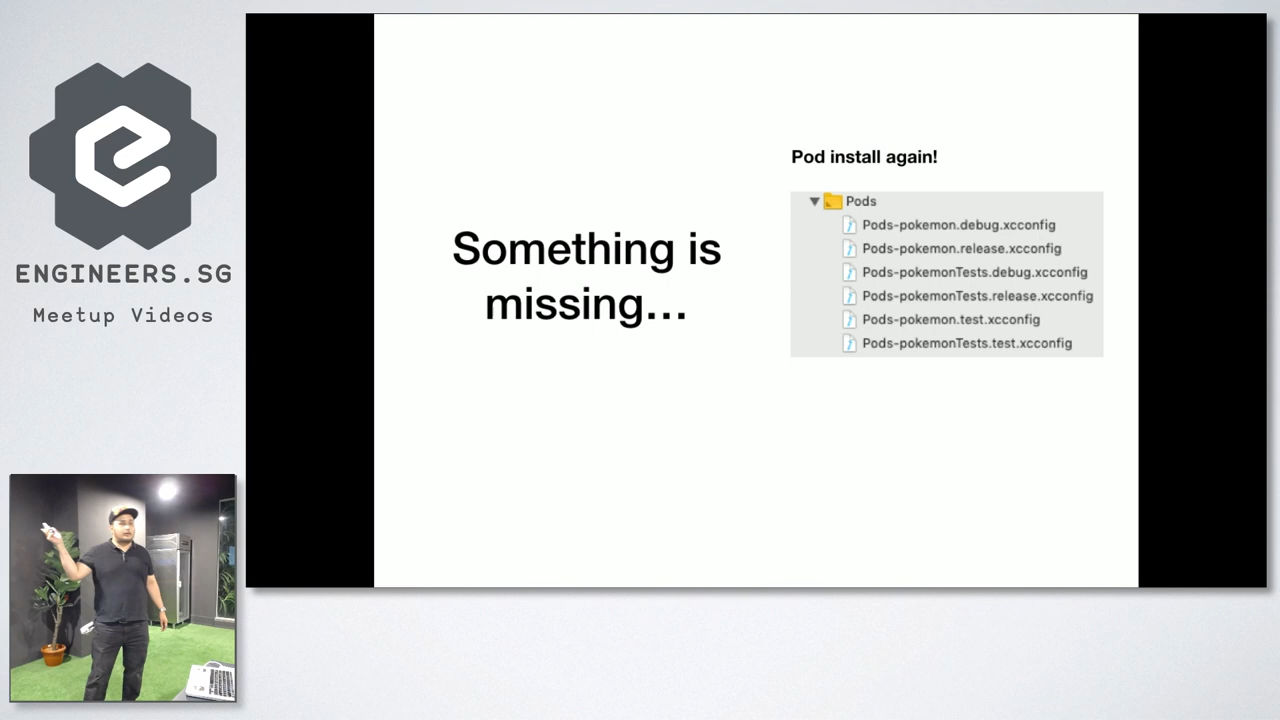 ENGINEERS.SG
Meetup Videos
Something is
missing...
Pod install again!
Pods
Pods-pokemon.debug.xcconfig
Pods-pokemon.release.xcconfig
Pods-pokemonTests.debug.xcconfig
Pods-pokemonTests.release.xcconfig
Pods-pokemon.test.xcconfig
Pods-pokemonTests.test.xcconfig